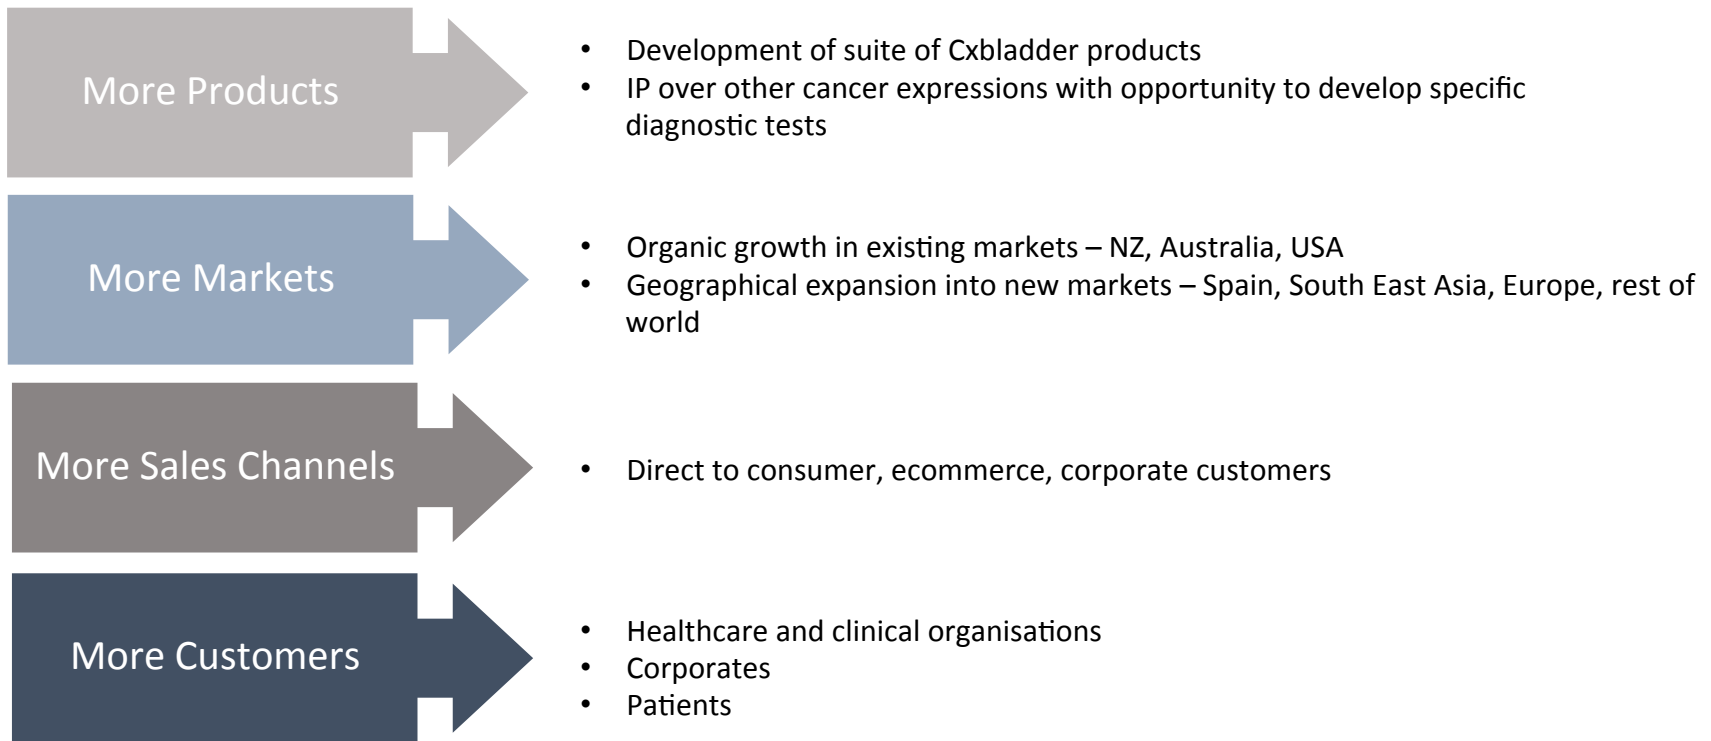 More Products
• Development of suite of Cxbladder products
• IP over other cancer expressions with opportunity to develop specific
diagnostic tests
More Markets
• Organic growth in existing markets – NZ, Australia, USA
• Geographical expansion into new markets – Spain, South East Asia, Europe, rest of
world
More Sales Channels
• Direct to consumer, ecommerce, corporate customers
More Customers
• Healthcare and clinical organisations
• Corporates
• Patients